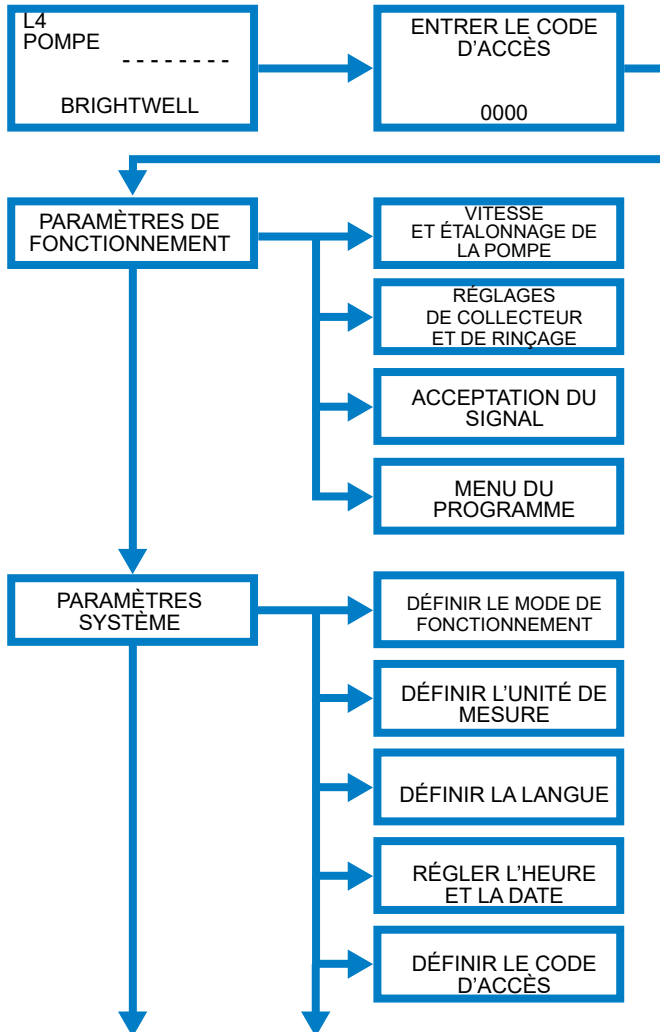 L4
POMPE
--------
BRIGHTWELL
ENTRER LE CODE
D'ACCÈS
0000
PARAMÈTRES DE
FONCTIONNEMENT
VITESSE
ET ÉTALONNAGE DE
LA POMPE
RÉGLAGES
DE COLLECTEUR
ET DE RINÇAGE
ACCEPTATION DU
SIGNAL
MENU DU
PROGRAMME
PARAMÈTRES
SYSTÈME
DÉFINIR LE MODE DE
FONCTIONNEMENT
DÉFINIR L'UNITÉ DE
MESURE
DÉFINIR LA LANGUE
RÉGLER L'HEURE
ET LA DATE
DÉFINIR LE CODE
D'ACCÈS